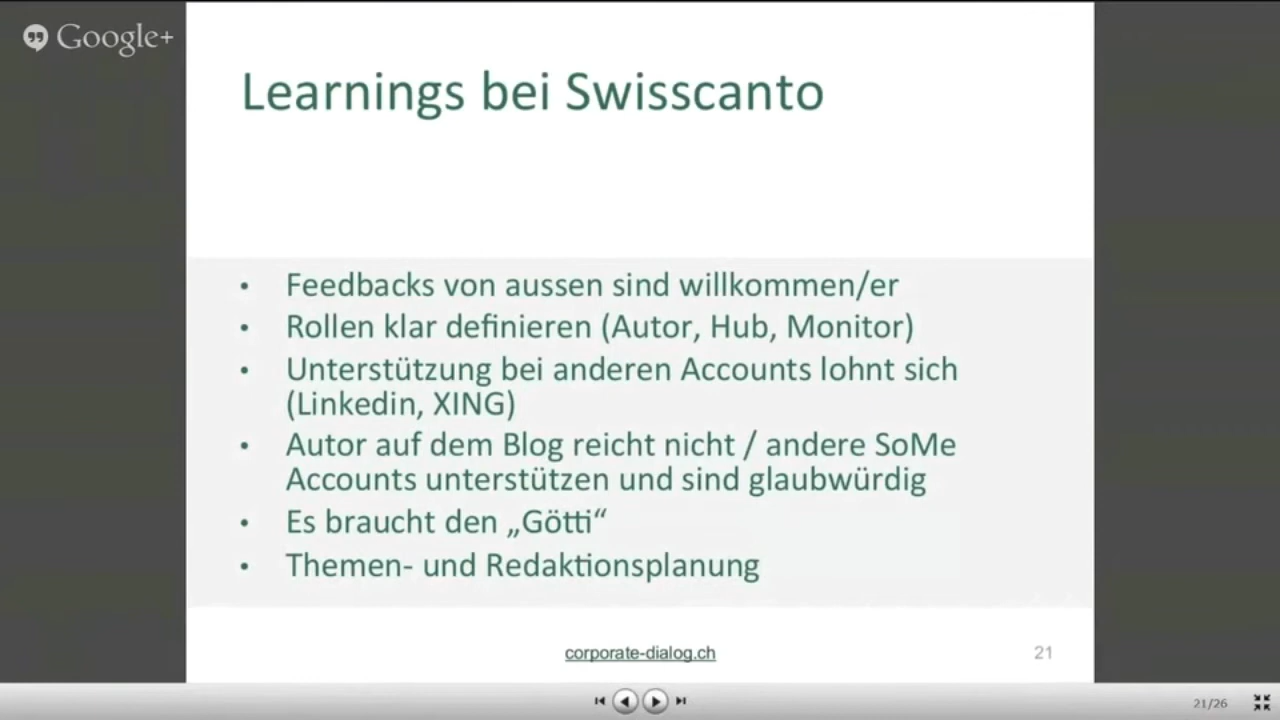 Google+
Learnings bei Swisscanto
• Feedbacks von aussen sind willkommen/er
• Rollen klar definieren (Autor, Hub, Monitor)
• Unterstützung bei anderen Accounts lohnt sich
(Linkedin, XING)
• Autor auf dem Blog reicht nicht / andere SoMe
Accounts unterstützen und sind glaubwürdig
• Es braucht den „Götti“
• Themen- und Redaktionsplanung
corporate-dialog.ch
21
21/26